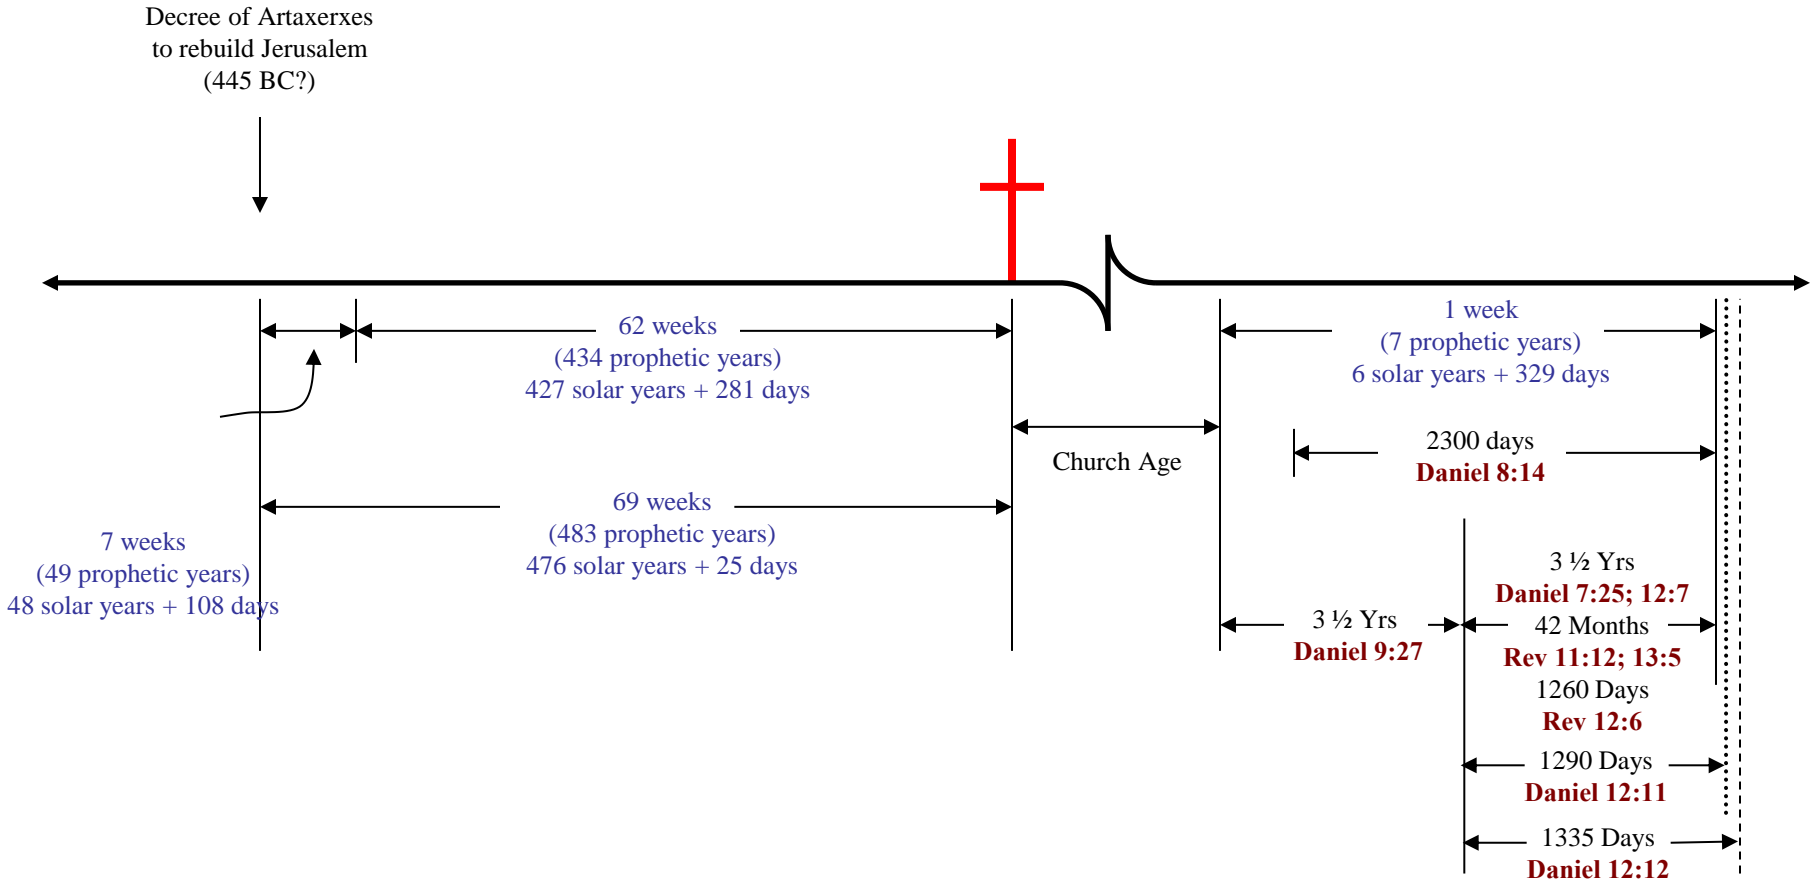 Decree of Artaxerxes
to rebuild Jerusalem
(445 BC?)
62 weeks
(434 prophetic years)
427 solar years + 281 days
1 week
(7 prophetic years)
6 solar years + 329 days
Church Age
2300 days
Daniel 8:14
69 weeks
(483 prophetic years)
476 solar years + 25 days
7 weeks
(49 prophetic years)
48 solar years + 108 days
3 ½ Yrs
Daniel 9:27
3 ½ Yrs
Daniel 7:25; 12:7
42 Months
Rev 11:12; 13:5
1260 Days
Rev 12:6
1290 Days
Daniel 12:11
1335 Days
Daniel 12:12